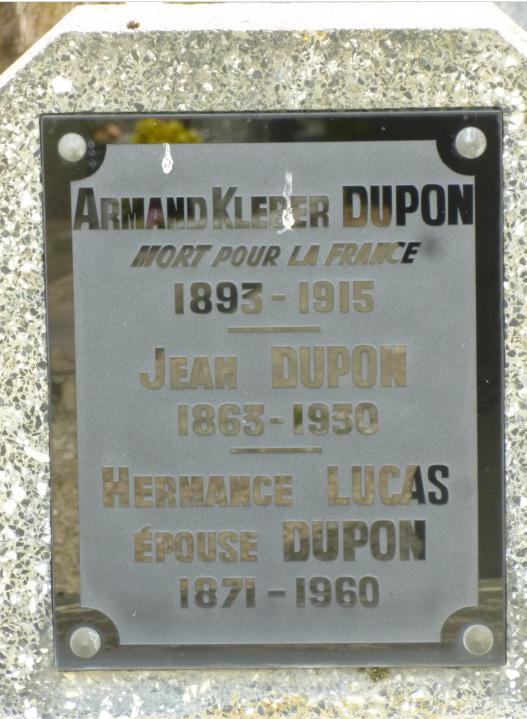 ARMAND KLEBER DUPON
MORT POUR LA FRANCE
1893 - 1915
JEAN DUPON
1863 - 1930
HERMANCE LUCAS
ÉPOUSE DUPON
1871 - 1960